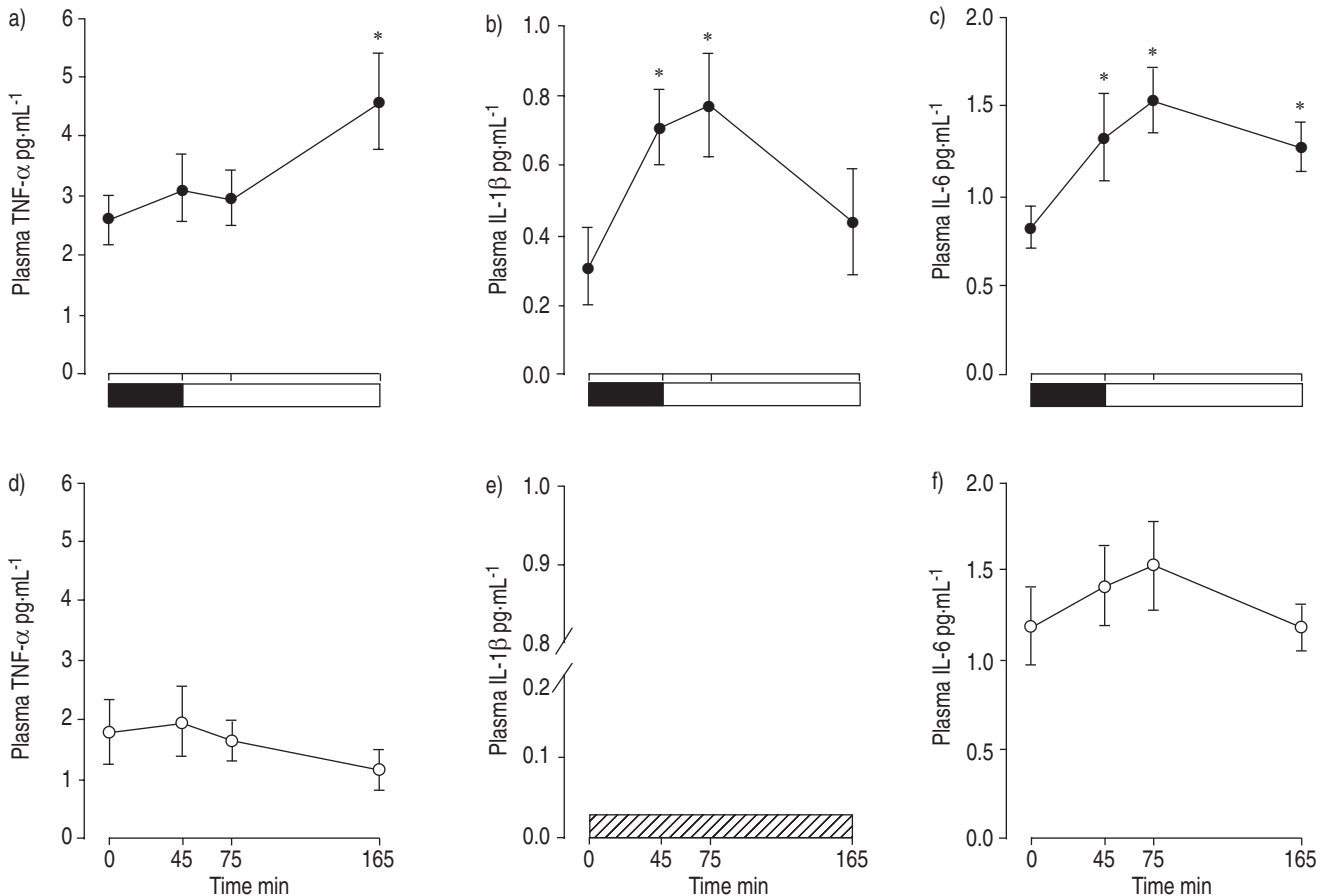 a)
6
5
4
3
2
1
0
Plasma TNF-α pg·mL-1
*
b)
1.0
0.8
0.6
0.4
0.2
0.0
Plasma IL-1β pg·mL-1
*
*
c)
2.0
1.5
1.0
0.5
0.0
Plasma IL-6 pg·mL-1
*
*
*
d)
6
5
4
3
2
1
0
Plasma TNF-α pg·mL-1
0 45 75 165
Time min
e)
1.0
0.9
0.8
0.2
0.1
0.0
Plasma IL-1β pg·mL-1
0 45 75 165
Time min
f)
2.0
1.5
1.0
0.5
0.0
Plasma IL-6 pg·mL-1
0 45 75 165
Time min